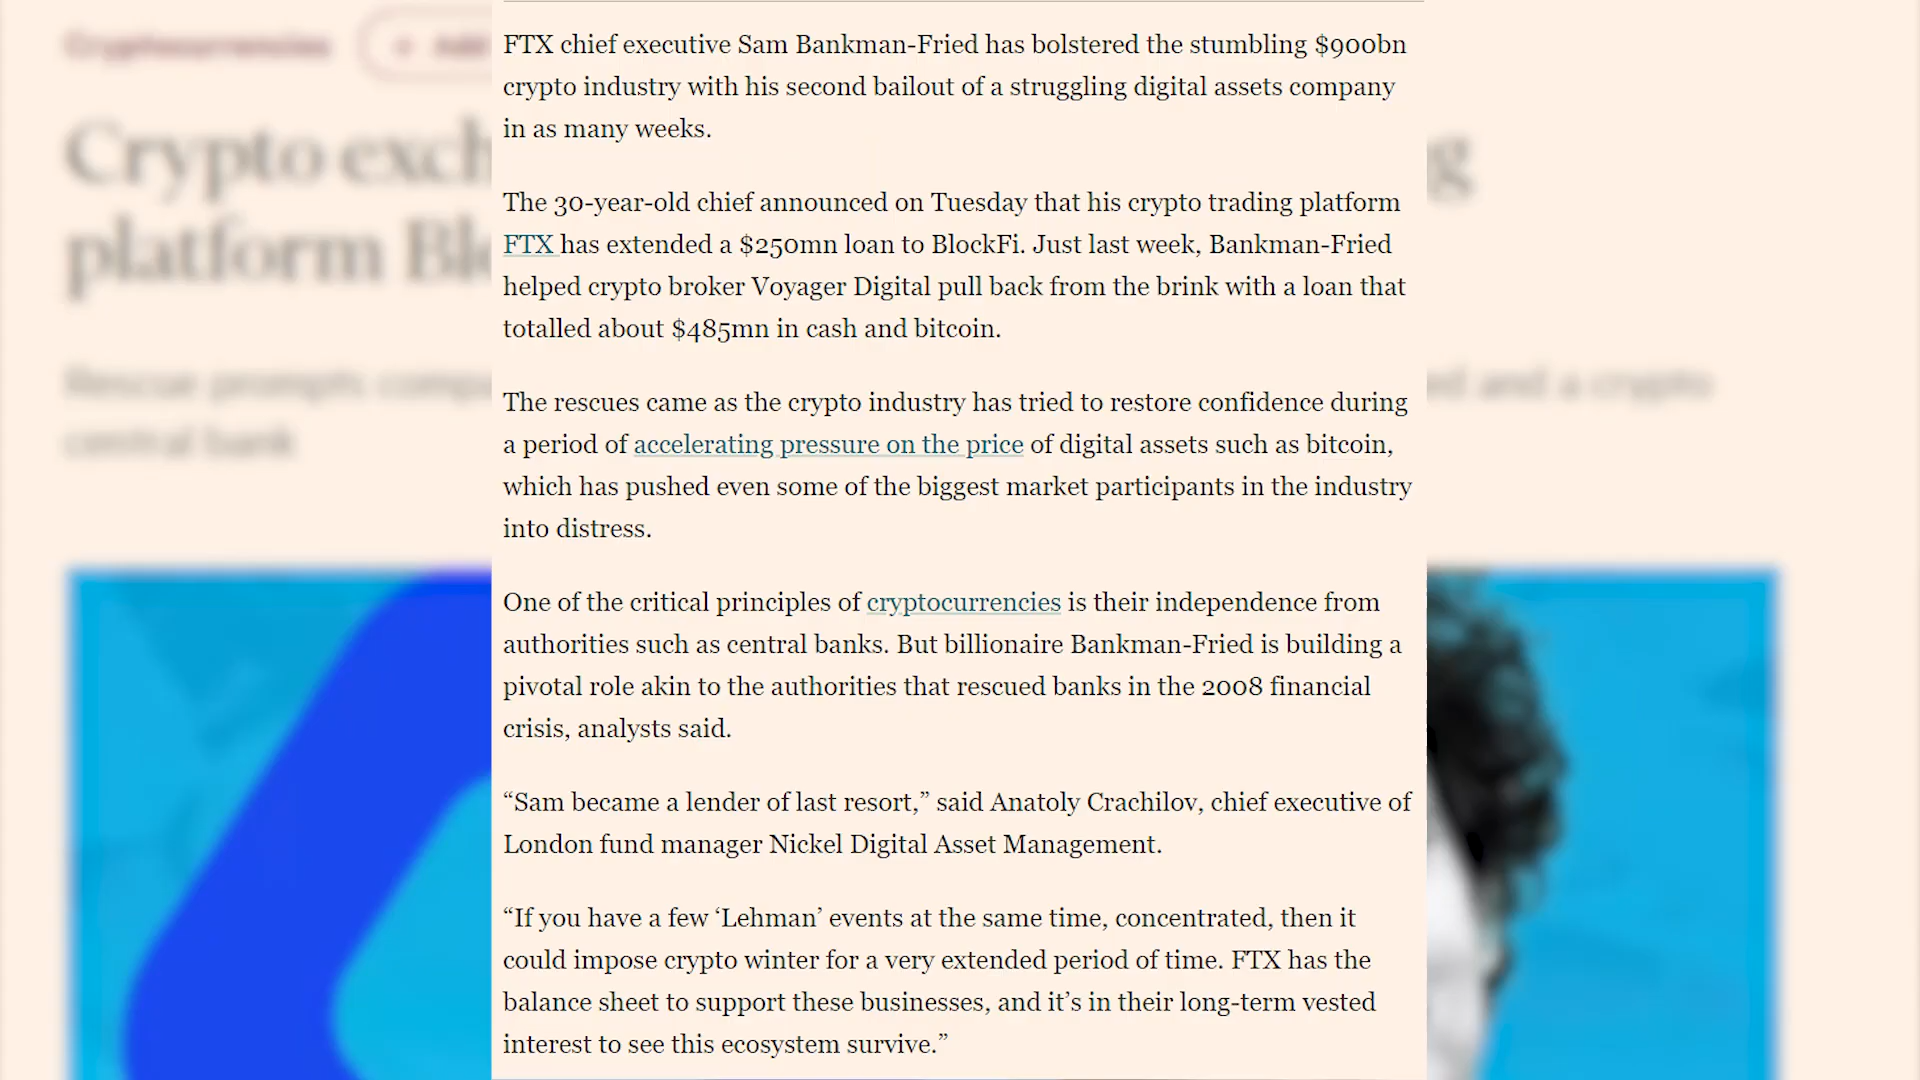 Cryptocurrencies
+ Add
Crypto exch
g
platform Blo
Rescue prompts comp
ed and a crypto
central bank
FTX chief executive Sam Bankman-Fried has bolstered the stumbling $900bn
crypto industry with his second bailout of a struggling digital assets company
in as many weeks.
The 30-year-old chief announced on Tuesday that his crypto trading platform
FTX has extended a $250mn loan to BlockFi. Just last week, Bankman-Fried
helped crypto broker Voyager Digital pull back from the brink with a loan that
totalled about $485mn in cash and bitcoin.
The rescues came as the crypto industry has tried to restore confidence during
a period of accelerating pressure on the price of digital assets such as bitcoin,
which has pushed even some of the biggest market participants in the industry
into distress.
One of the critical principles of cryptocurrencies is their independence from
authorities such as central banks. But billionaire Bankman-Fried is building a
pivotal role akin to the authorities that rescued banks in the 2008 financial
crisis, analysts said.
“Sam became a lender of last resort,” said Anatoly Crachilov, chief executive of
London fund manager Nickel Digital Asset Management.
“If you have a few ‘Lehman’ events at the same time, concentrated, then it
could impose crypto winter for a very extended period of time. FTX has the
balance sheet to support these businesses, and it’s in their long-term vested
interest to see this ecosystem survive.”